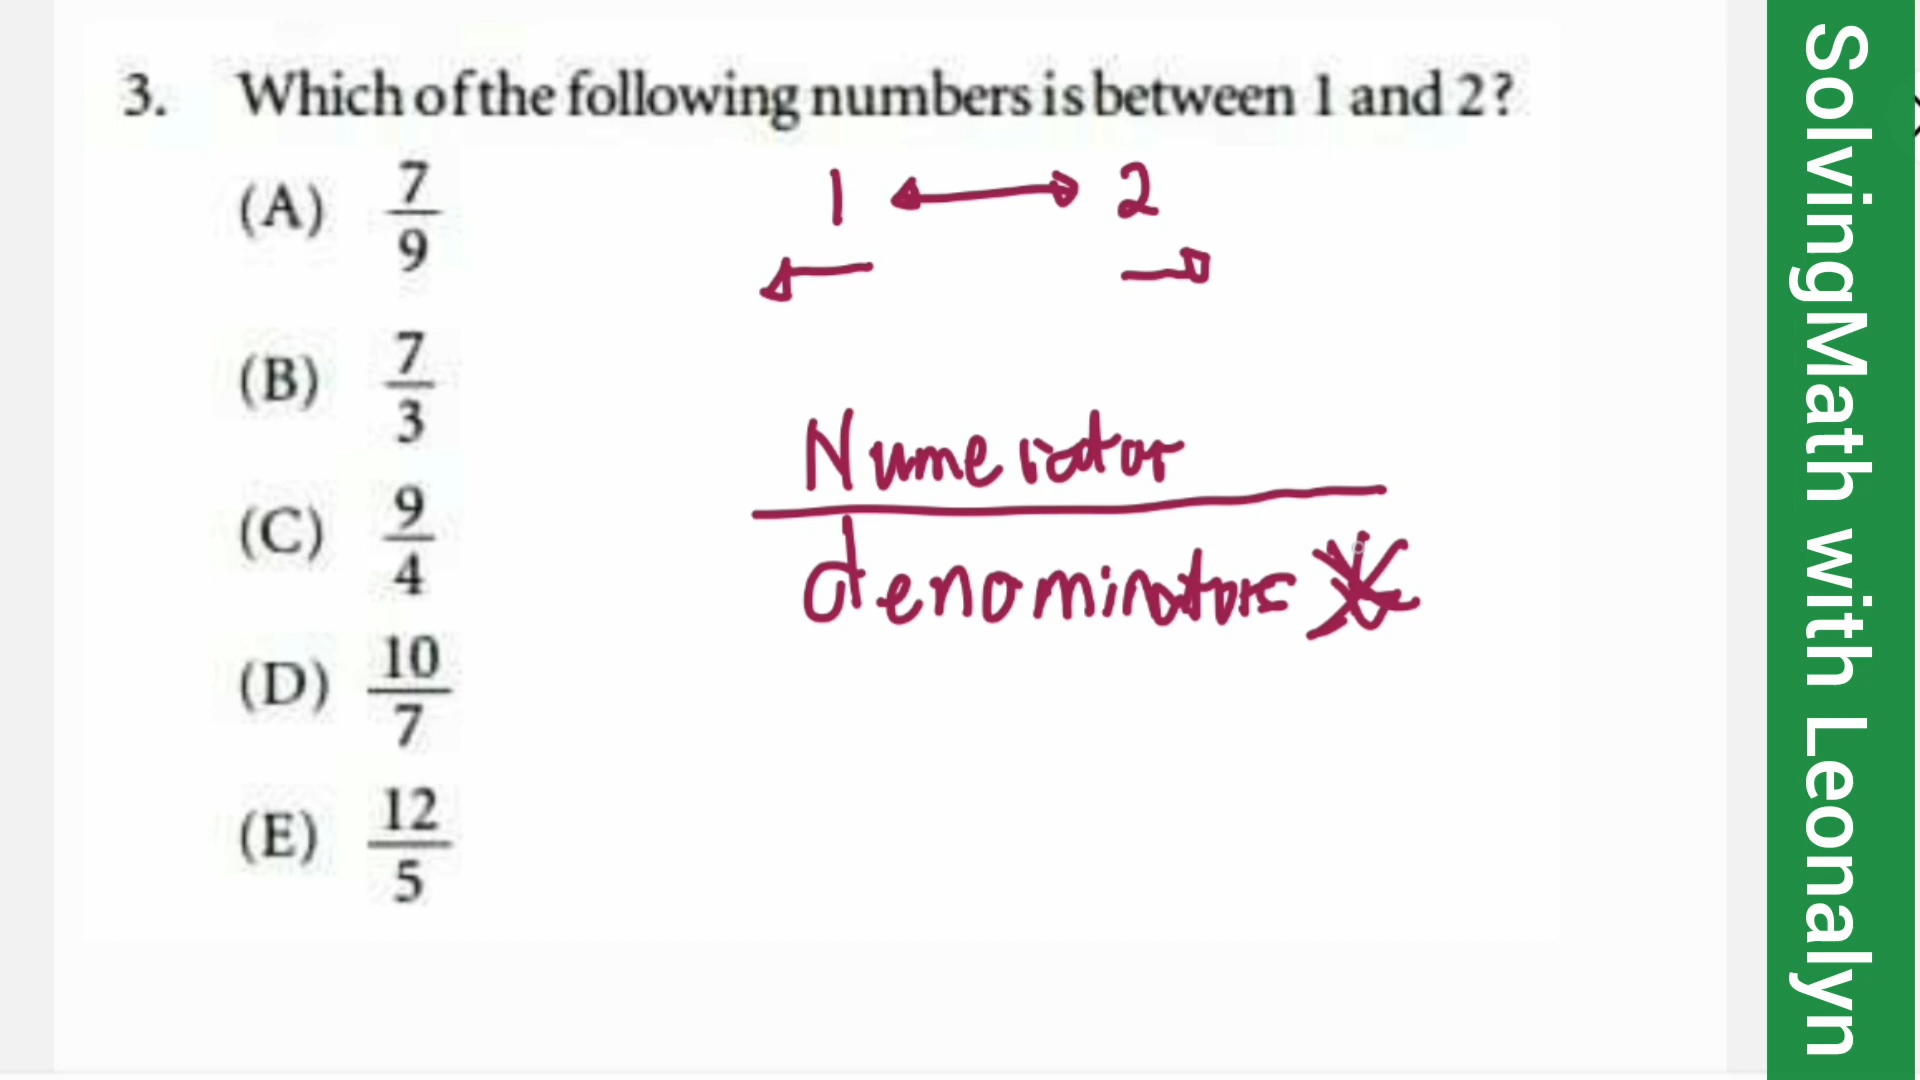 3. Which of the following numbers is between 1 and 2?
(A) 7/9
(B) 7/3
(C) 9/4
(D) 10/7
(E) 12/5
1 2
Numerator
denominators
SolvingMath with Leonalyn